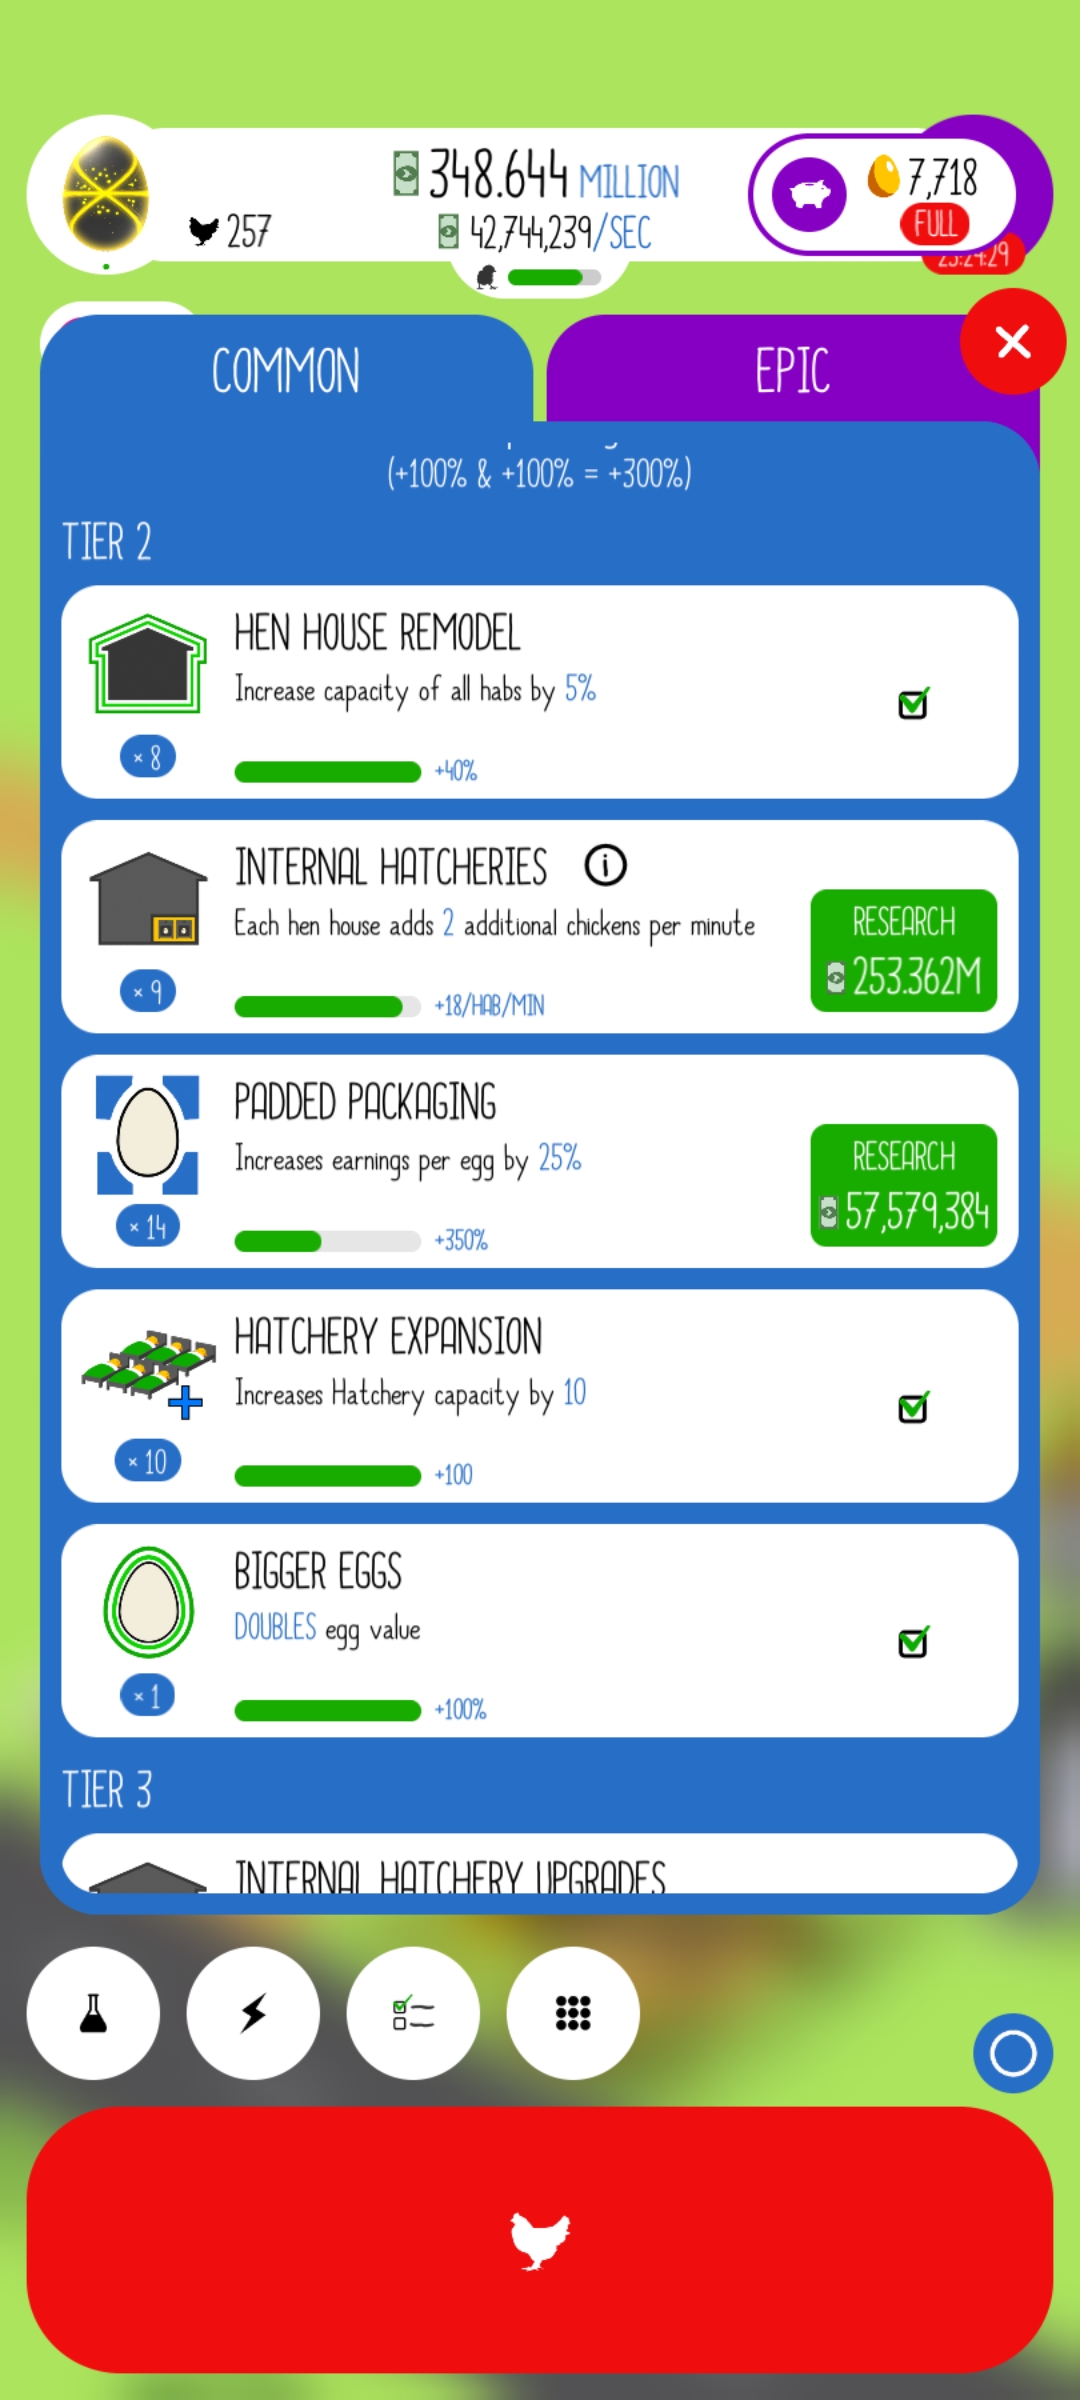 348.644 MILLION
257
42,744,239/SEC
7,718
FULL
23:24:29
COMMON
EPIC
(+100% & +100% = +300%)
TIER 2
HEN HOUSE REMODEL
Increase capacity of all habs by 5%
× 8
+40%
INTERNAL HATCHERIES
Each hen house adds 2 additional chickens per minute
RESEARCH
253.362M
× 9
+18/HAB/MIN
PADDED PACKAGING
Increases earnings per egg by 25%
RESEARCH
57,579,384
× 14
+350%
HATCHERY EXPANSION
Increases Hatchery capacity by 10
× 10
+100
BIGGER EGGS
DOUBLES egg value
× 1
+100%
TIER 3
INTERNAL HATCHERY UPGRADES